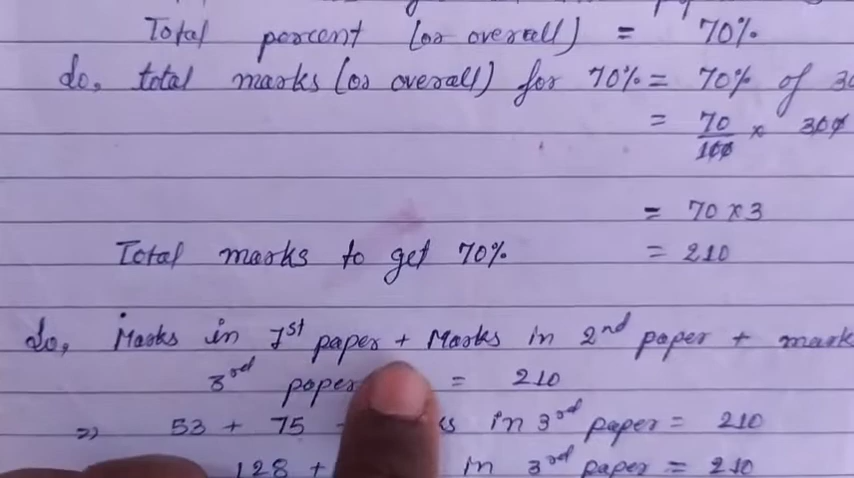 Total percent (or overall) = 70%
So, total marks (or overall) for 70% = 70% of
= 70/100 x 300
= 70 x 3
Total marks to get 70% = 210
So, Marks in 1st paper + Marks in 2nd paper + mark
3rd paper = 210
=> 53 + 75 + in 3rd paper = 210
128 + in 3rd paper = 210